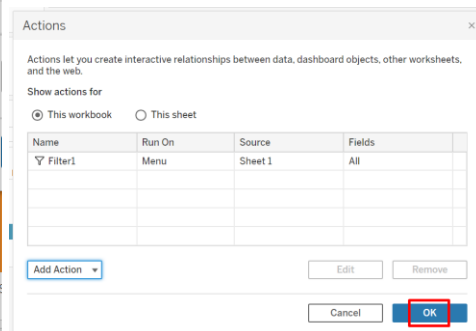 Actions
Actions let you create interactive relationships between data, dashboard objects, other worksheets,
and the web.
Show actions for
This workbook This sheet
Name Run On Source Fields
Filter1 Menu Sheet 1 All
Add Action Edit Remove
Cancel OK